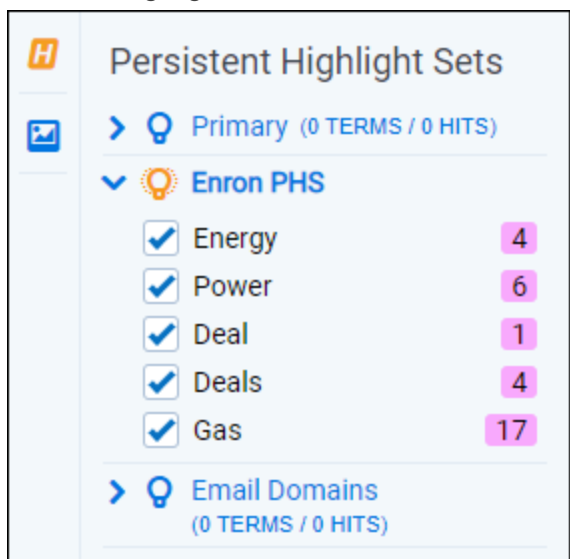 H
Persistent Highlight Sets
Primary (0 TERMS / 0 HITS)
Enron PHS
Energy 4
Power 6
Deal 1
Deals 4
Gas 17
Email Domains
(0 TERMS / 0 HITS)